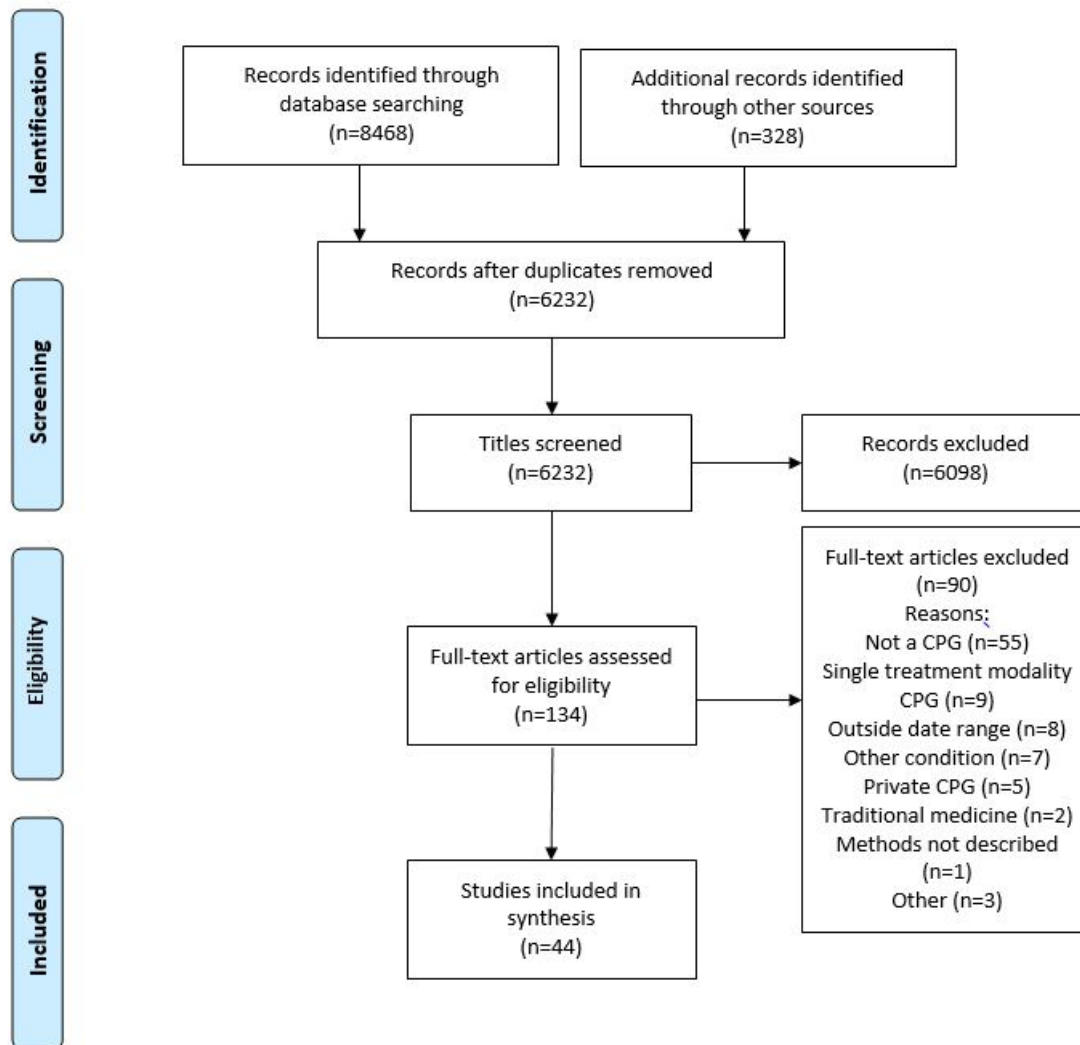 Identification
Records identified through
database searching
(n=8468)
Additional records identified
through other sources
(n=328)
Records after duplicates removed
(n=6232)
Screening
Titles screened
(n=6232)
Records excluded
(n=6098)
Eligibility
Full-text articles assessed
for eligibility
(n=134)
Full-text articles excluded
(n=90)
Reasons:
Not a CPG (n=55)
Single treatment modality
CPG (n=9)
Outside date range (n=8)
Other condition (n=7)
Private CPG (n=5)
Traditional medicine (n=2)
Methods not described
(n=1)
Other (n=3)
Included
Studies included in
synthesis
(n=44)